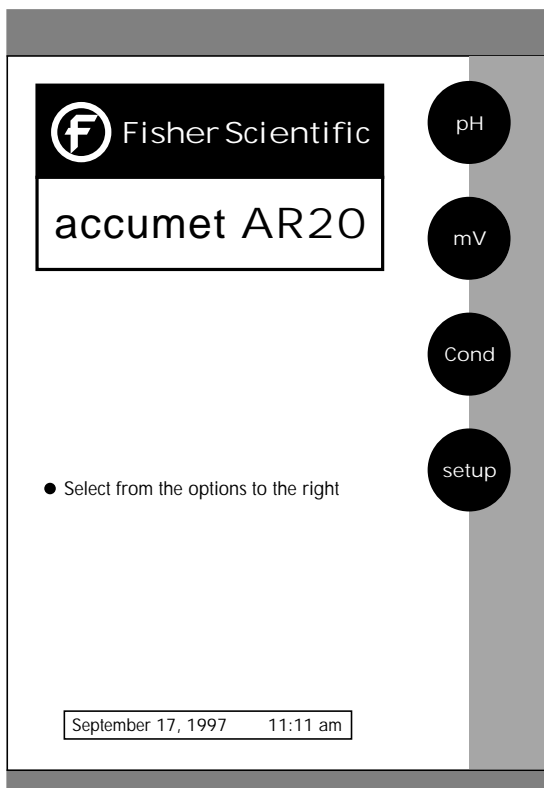 Fisher Scientific
accumet AR20
pH
mV
Cond
setup
Select from the options to the right
September 17, 1997 11:11 am